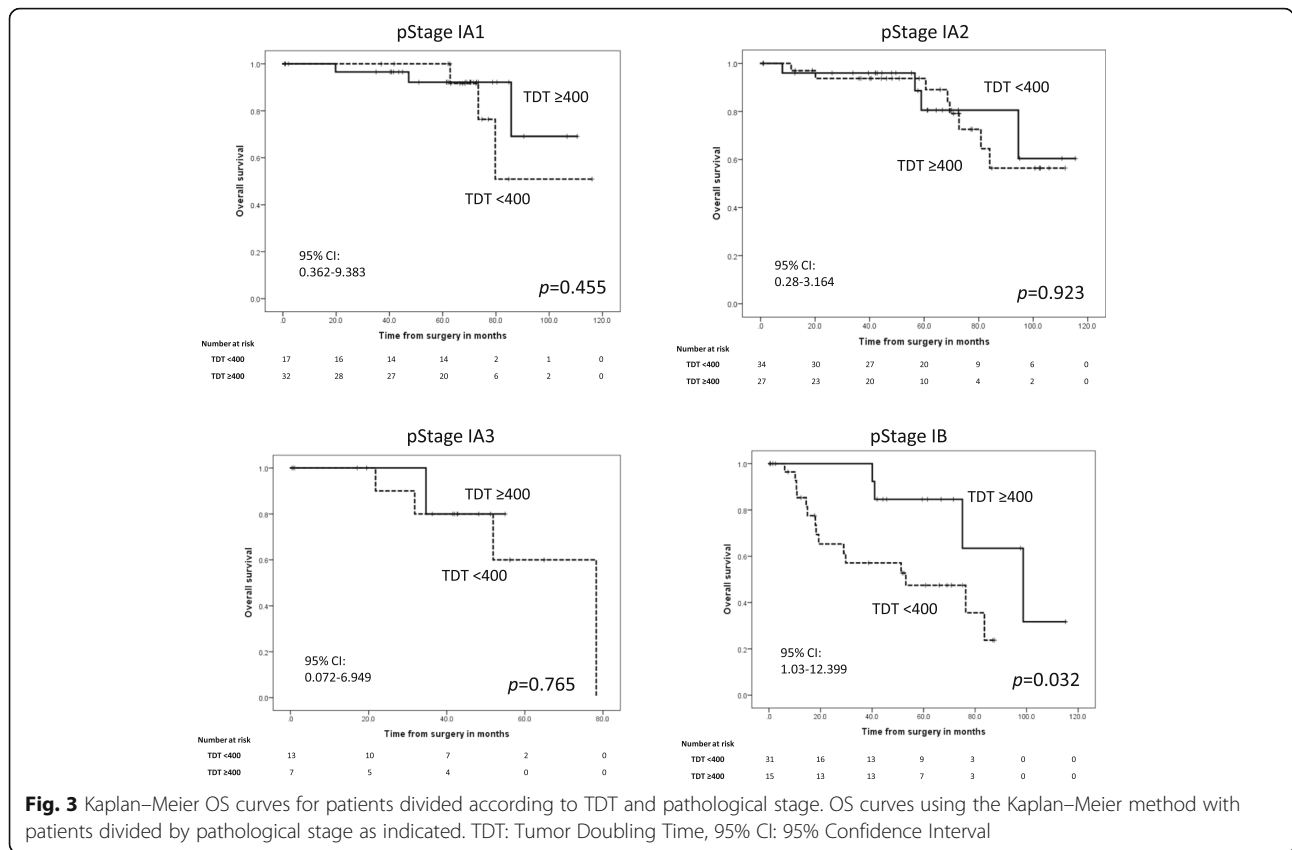 pStage IA1
1.0
0.8
0.6
0.4
0.2
0.0
Overall survival
TDT ≥400
TDT <400
95% CI:
0.362-9.383
p=0.455
.0 20.0 40.0 60.0 80.0 100.0 120.0
Time from surgery in months
Number at risk
TDT <400 17 16 14 14 2 1 0
TDT ≥400 32 28 27 20 6 2 0
pStage IA2
1.0
0.8
0.6
0.4
0.2
0.0
Overall survival
TDT <400
TDT ≥400
95% CI:
0.28-3.164
p=0.923
.0 20.0 40.0 60.0 80.0 100.0 120.0
Time from surgery in months
Number at risk
TDT <400 34 30 27 20 9 6 0
TDT ≥400 27 23 20 10 4 2 0
pStage IA3
1.0
0.8
0.6
0.4
0.2
0.0
Overall survival
TDT ≥400
TDT <400
95% CI:
0.072-6.949
p=0.765
.0 20.0 40.0 60.0 80.0
Time from surgery in months
Number at risk
TDT <400 13 10 7 2 0
TDT ≥400 7 5 4 0 0
pStage IB
1.0
0.8
0.6
0.4
0.2
0.0
Overall survival
TDT ≥400
TDT <400
95% CI:
1.03-12.399
p=0.032
.0 20.0 40.0 60.0 80.0 100.0 120.0
Time from surgery in months
Number at risk
TDT <400 31 16 13 9 3 0 0
TDT ≥400 15 13 13 7 3 0 0
Fig. 3 Kaplan–Meier OS curves for patients divided according to TDT and pathological stage. OS curves using the Kaplan–Meier method with
patients divided by pathological stage as indicated. TDT: Tumor Doubling Time, 95% CI: 95% Confidence Interval